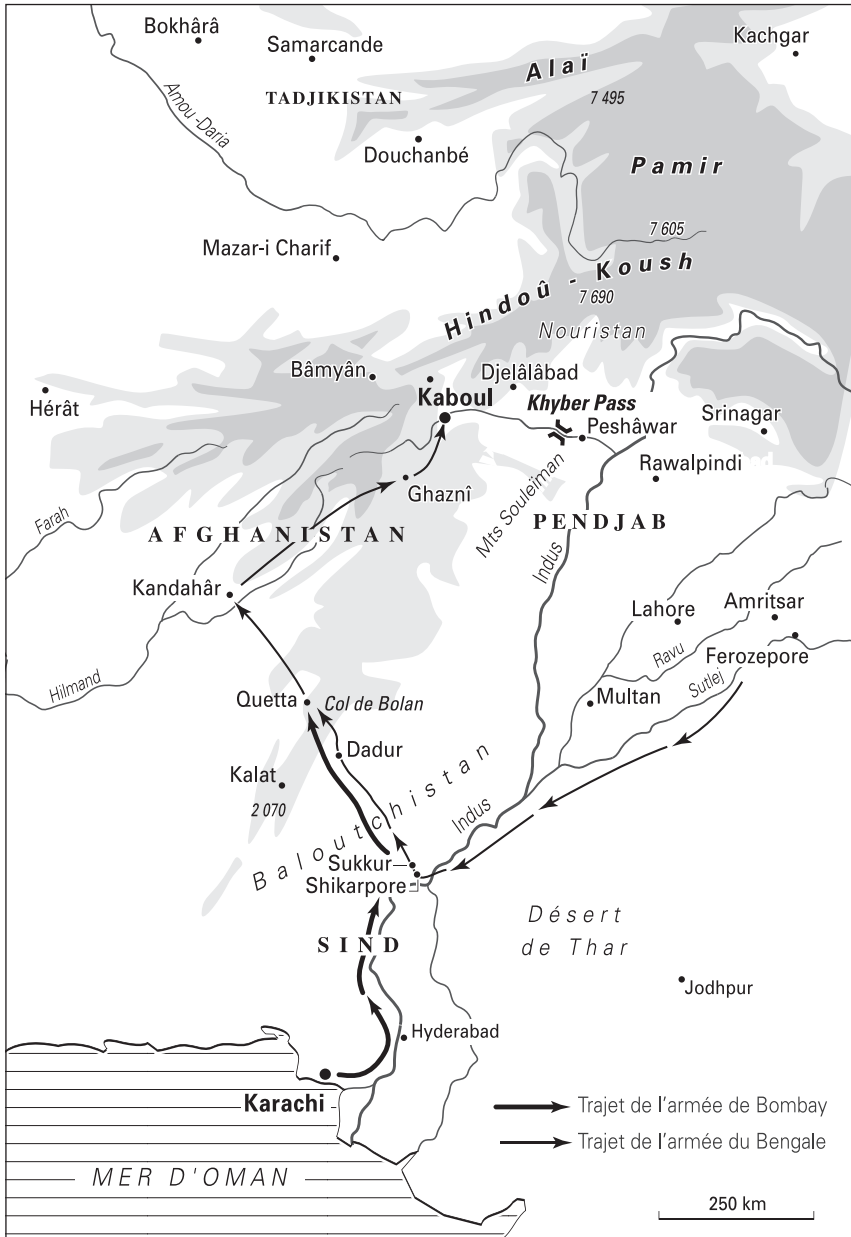 Bokhârâ
Samarcande
Kachgar
Alaï
7 495
TADJIKISTAN
Amou -Daria
Douchanbé
Pamir
7 605
Mazar-i Charif
Hindoû - Koush
7 690
Nouristan
Bâmyân
Djelâlâbad
Hérât
Kaboul
Khyber Pass
Peshâwar
Srinagar
Rawalpindi
Ghaznî
Mts Souleïman
PENDJAB
Farah
AFGHANISTAN
Indus
Kandahâr
Lahore
Amritsar
Ravu
Ferozepore
Hilmand
Sutlej
Multan
Quetta
Col de Bolan
Dadur
Kalat
2 070
Baloutchistan
Indus
Sukkur
Shikarpore
Désert
de Thar
SIND
Jodhpur
Hyderabad
Karachi
Trajet de l'armée de Bombay
Trajet de l'armée du Bengale
MER D'OMAN
250 km